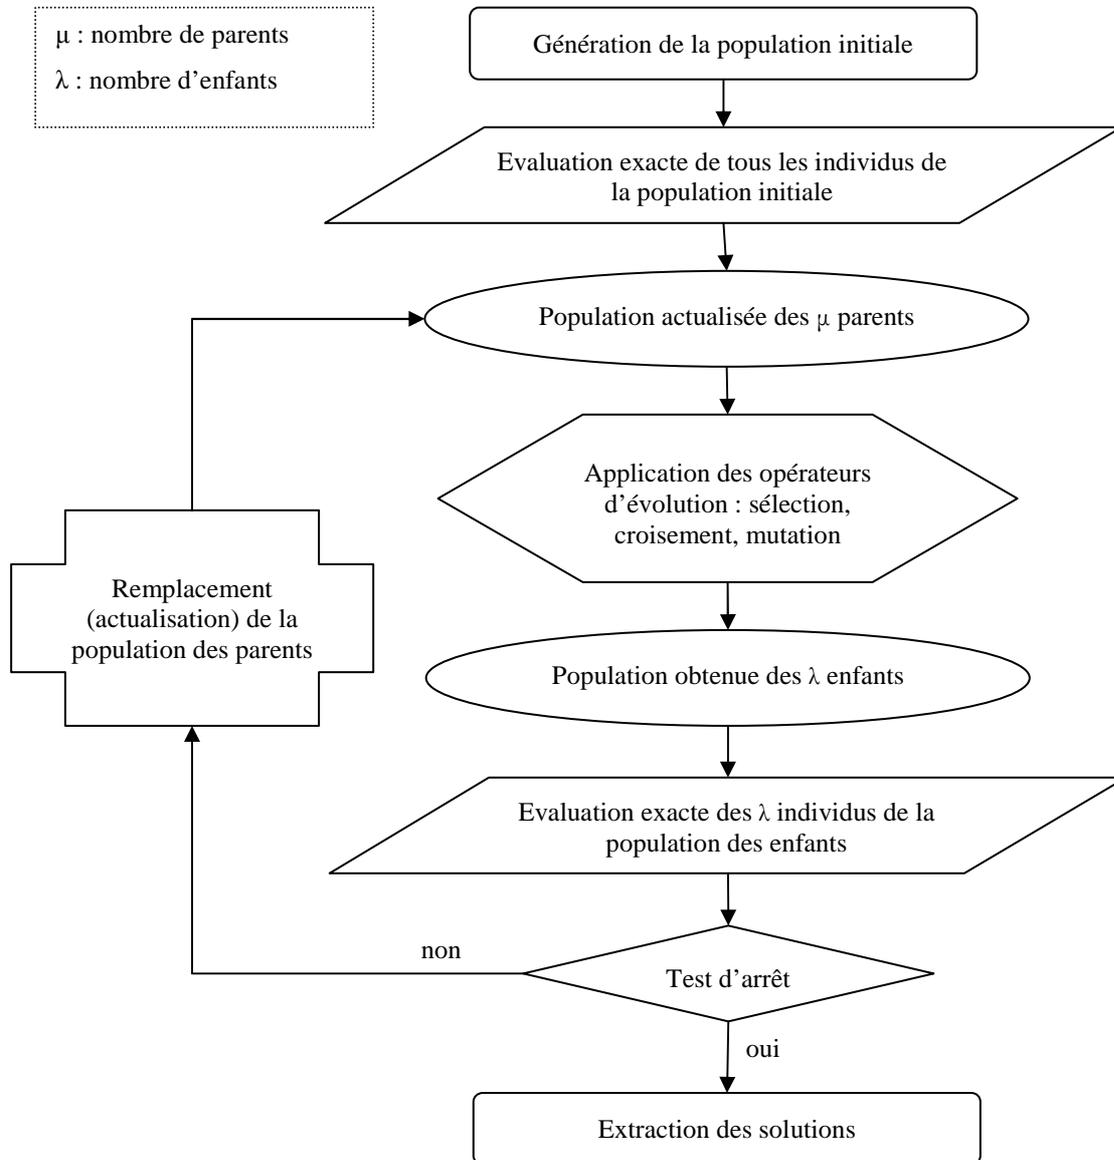 μ : nombre de parents
λ : nombre d’enfants
Génération de la population initiale
Evaluation exacte de tous les individus de
la population initiale
Population actualisée des μ parents
Application des opérateurs
d’évolution : sélection,
croisement, mutation
Remplacement
(actualisation) de la
population des parents
Population obtenue des λ enfants
Evaluation exacte des λ individus de la
population des enfants
non
Test d’arrêt
oui
Extraction des solutions